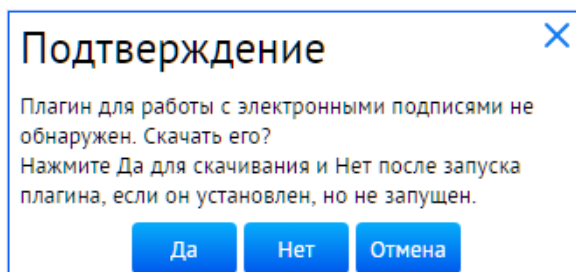 Подтверждение
Плагин для работы с электронными подписями не
обнаружен. Скачать его?
Нажмите Да для скачивания и Нет после запуска
плагина, если он установлен, но не запущен.
Да Нет Отмена